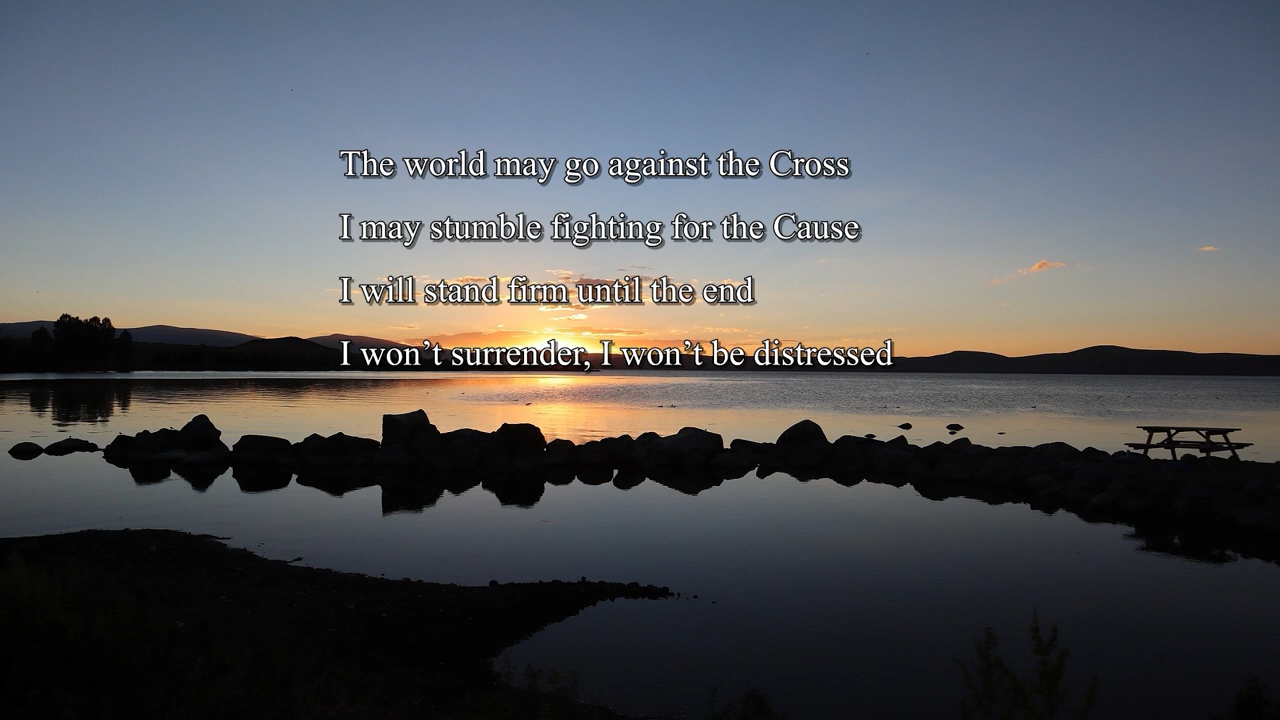 The world may go against the Cross
I may stumble fighting for the Cause
I will stand firm until the end
I won’t surrender, I won’t be distressed